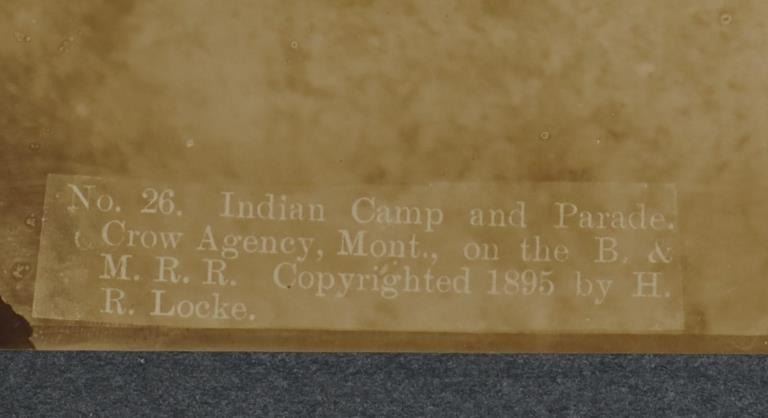 No. 26. Indian Camp and Parade.
Crow Agency, Mont., on the B. &
M. R. R. Copyrighted 1895 by H.
R. Locke.